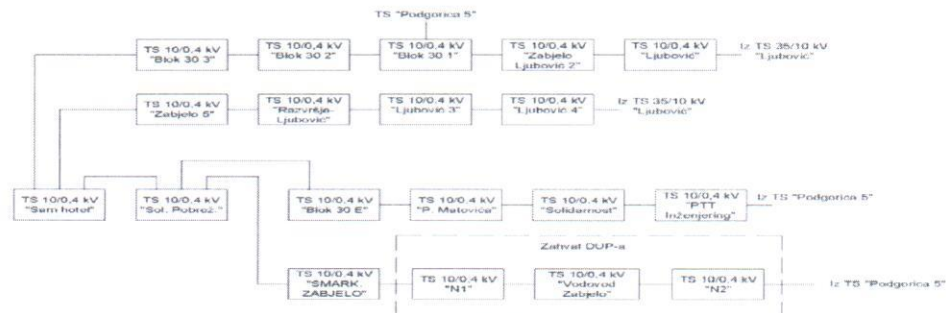 TS "Podgorica 5"
TS 10/0,4 kV
"Blok 30 3"
TS 10/0,4 kV
"Blok 30 2"
TS 10/0,4 kV
"Blok 30 1"
TS 10/0,4 kV
"Zabjelo
Ljubović 2"
TS 10/0,4 kV
"Ljubović"
Iz TS 35/10 kV
"Ljubović"
TS 10/0,4 kV
"Zabjelo 5"
TS 10/0,4 kV
"Razvršja-
Ljubović"
TS 10/0,4 kV
"Ljubović 3"
TS 10/0,4 kV
"Ljubović 4"
Iz TS 35/10 kV
"Ljubović"
TS 10/0,4 kV
"Sam hotel"
TS 10/0,4 kV
"Sol. Pobrež."
TS 10/0,4 kV
"Blok 30 E"
TS 10/0,4 kV
"P. Matovića"
TS 10/0,4 kV
"Solidarnost"
TS 10/0,4 kV
"PTT
Inženjering"
Iz TS "Podgorica 5"
Zahvat DUP-a
TS 10/0,4 kV
"SMARK.
ZABJELO"
TS 10/0,4 kV
"N1"
TS 10/0,4 kV
"Vodovod
Zabjelo"
TS 10/0,4 kV
"N2"
Iz TS "Podgorica 5"